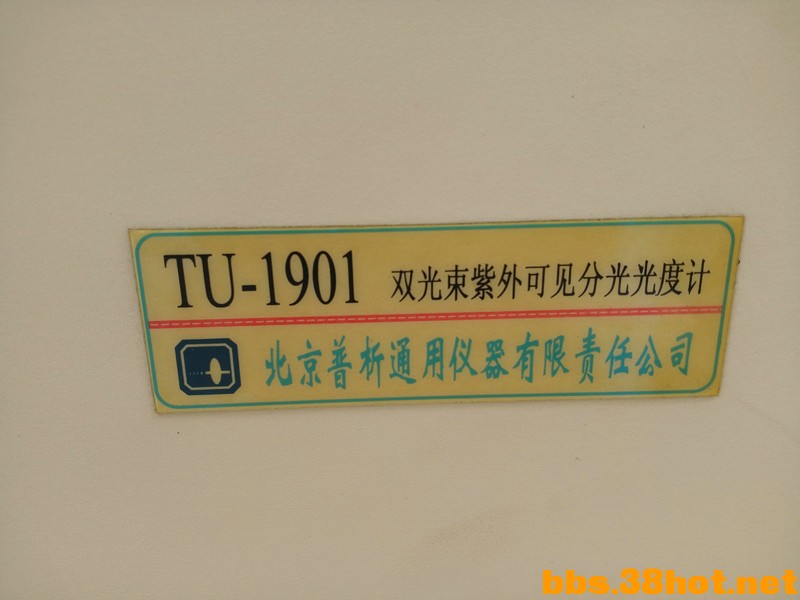 TU-1901 双光束紫外可见分光光度计
北京普析通用仪器有限责任公司
bbs.38hot.net